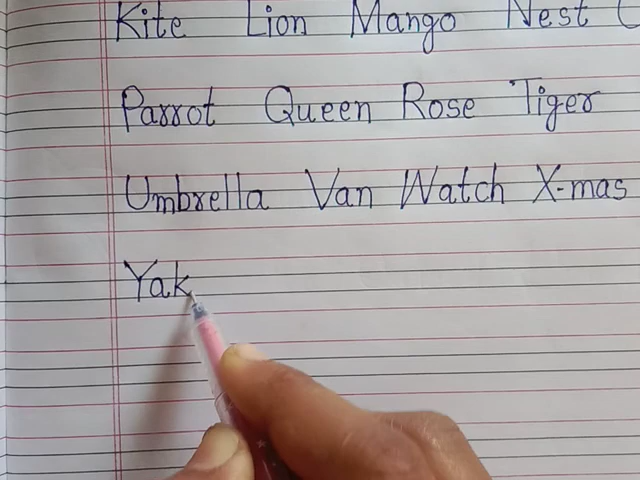 Kite Lion Mango Nest
Parrot Queen Rose Tiger
Umbrella Van Watch X-mas
Yak